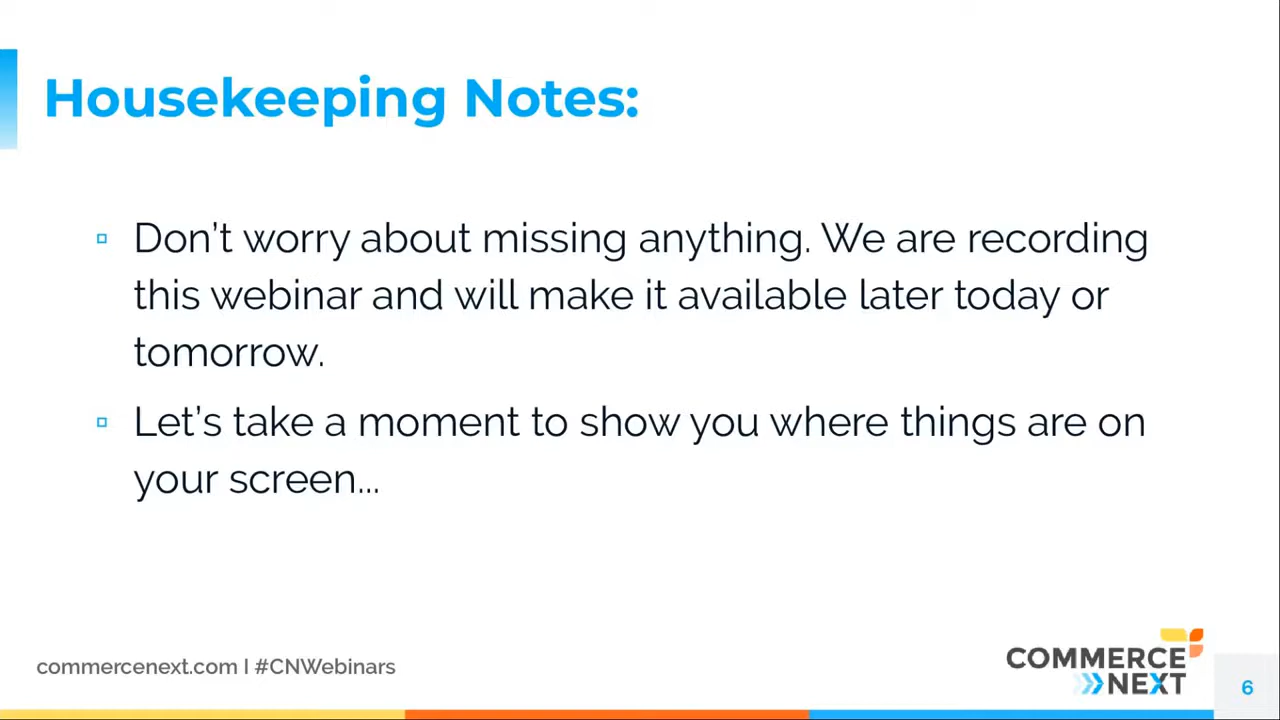 Housekeeping Notes:
Don’t worry about missing anything. We are recording
this webinar and will make it available later today or
tomorrow.
Let’s take a moment to show you where things are on
your screen...
commercenext.com I #CNWebinars
COMMERCE
NEXT
6